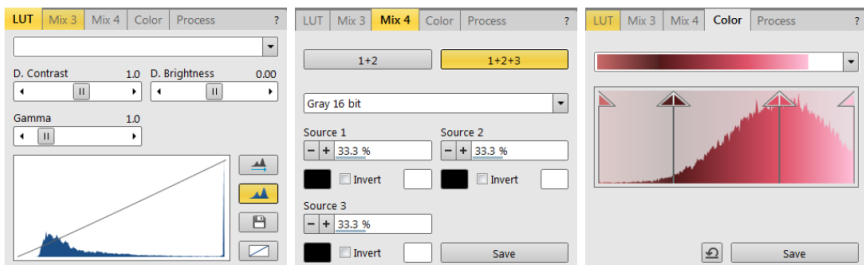 LUT Mix 3 Mix 4 Color Process ?
D. Contrast 1.0 D. Brightness 0.00
Gamma 1.0
LUT Mix 3 Mix 4 Color Process ?
1+2 1+2+3
Gray 16 bit
Source 1 Source 2
− + 33.3 % − + 33.3 %
Invert Invert
Source 3
− + 33.3 %
Invert Save
LUT Mix 3 Mix 4 Color Process ?
Save